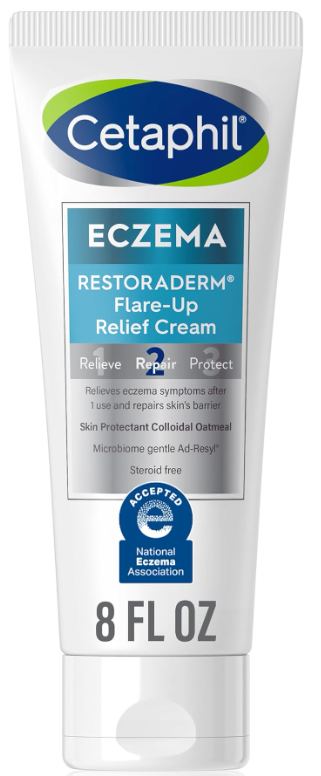 Cetaphil®
ECZEMA
RESTORADERM®
Flare-Up
Relief Cream
1 2 3
Relieve Repair Protect
Relieves eczema symptoms after
1 use and repairs skin's barrier
Skin Protectant Colloidal Oatmeal
Microbiome gentle Ad-Resyl™
Steroid free
ACCEPTED
e
National
Eczema
Association
8 FL OZ